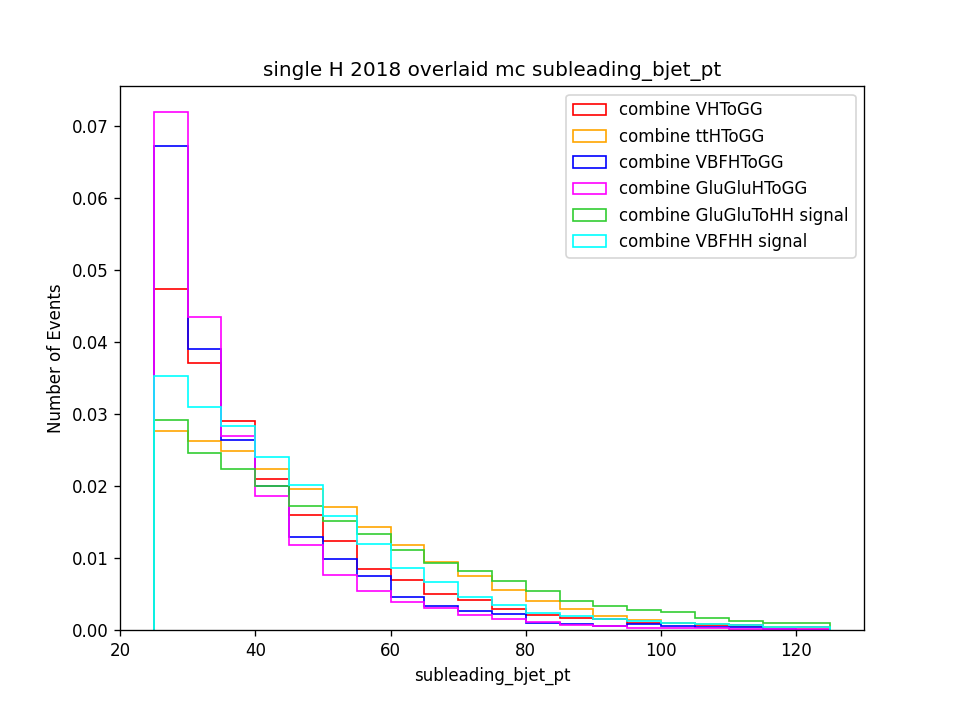 single H 2018 overlaid mc subleading_bjet_pt
combine VHToGG
combine ttHToGG
combine VBFHToGG
combine GluGluHToGG
combine GluGluToHH signal
combine VBFHH signal
Number of Events
0.07
0.06
0.05
0.04
0.03
0.02
0.01
0.00
20
40
60
80
100
120
subleading_bjet_pt